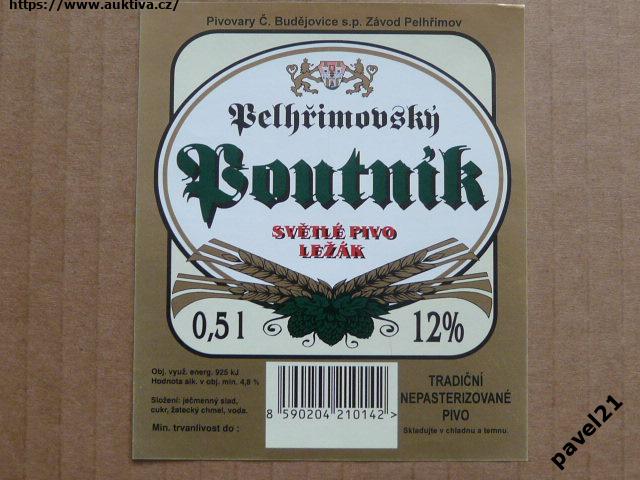 https://www.auktiva.cz/
Pivovary Č. Budějovice s.p. Závod Pelhřimov
Pelhřimovský
Poutník
SVĚTLÉ PIVO
LEŽÁK
0,5 l
12%
Obj. využ. energ. 925 kJ
Hodnota alk. v obj. min. 4,8 %
Složení: ječmenný slad,
cukr, žatecký chmel, voda.
Min. trvanlivost do :
8 590204 210142 >
TRADIČNÍ
NEPASTERIZOVANÉ
PIVO
Skladujte v chladnu a temnu.
pavel21